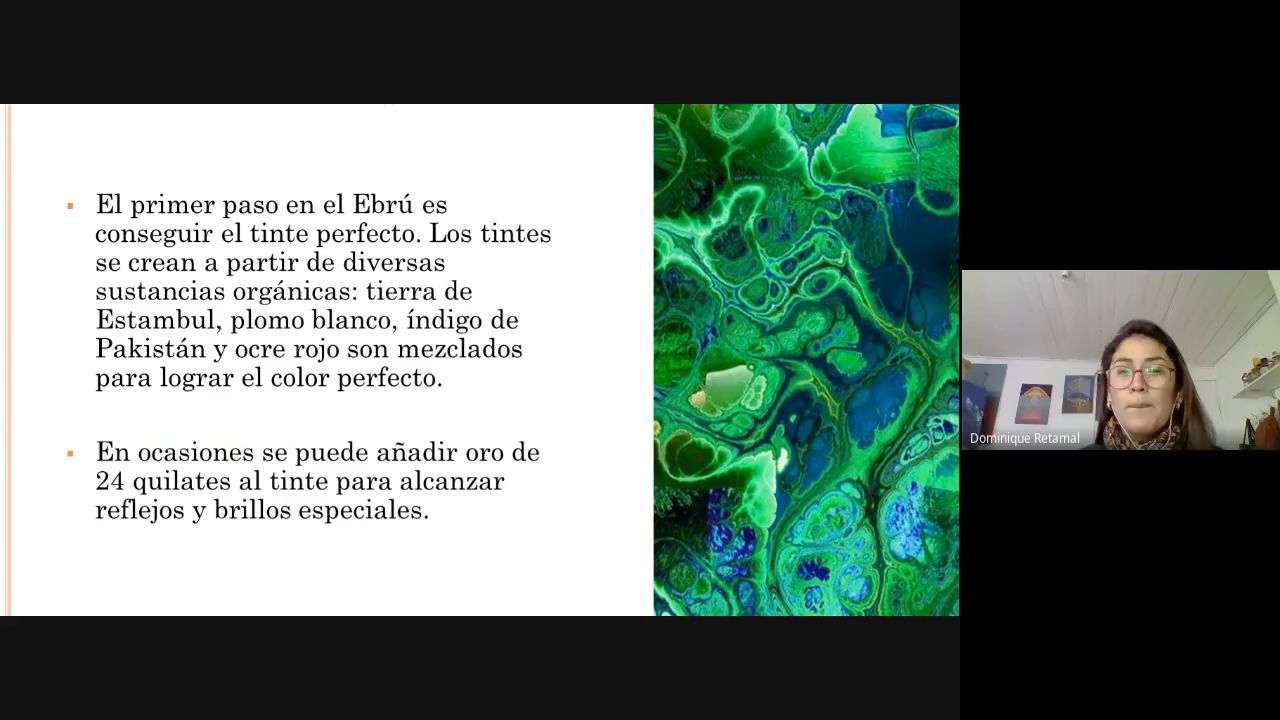 El primer paso en el Ebrú es
conseguir el tinte perfecto. Los tintes
se crean a partir de diversas
sustancias orgánicas: tierra de
Estambul, plomo blanco, índigo de
Pakistán y ocre rojo son mezclados
para lograr el color perfecto.
En ocasiones se puede añadir oro de
24 quilates al tinte para alcanzar
reflejos y brillos especiales.
Dominique Retamal